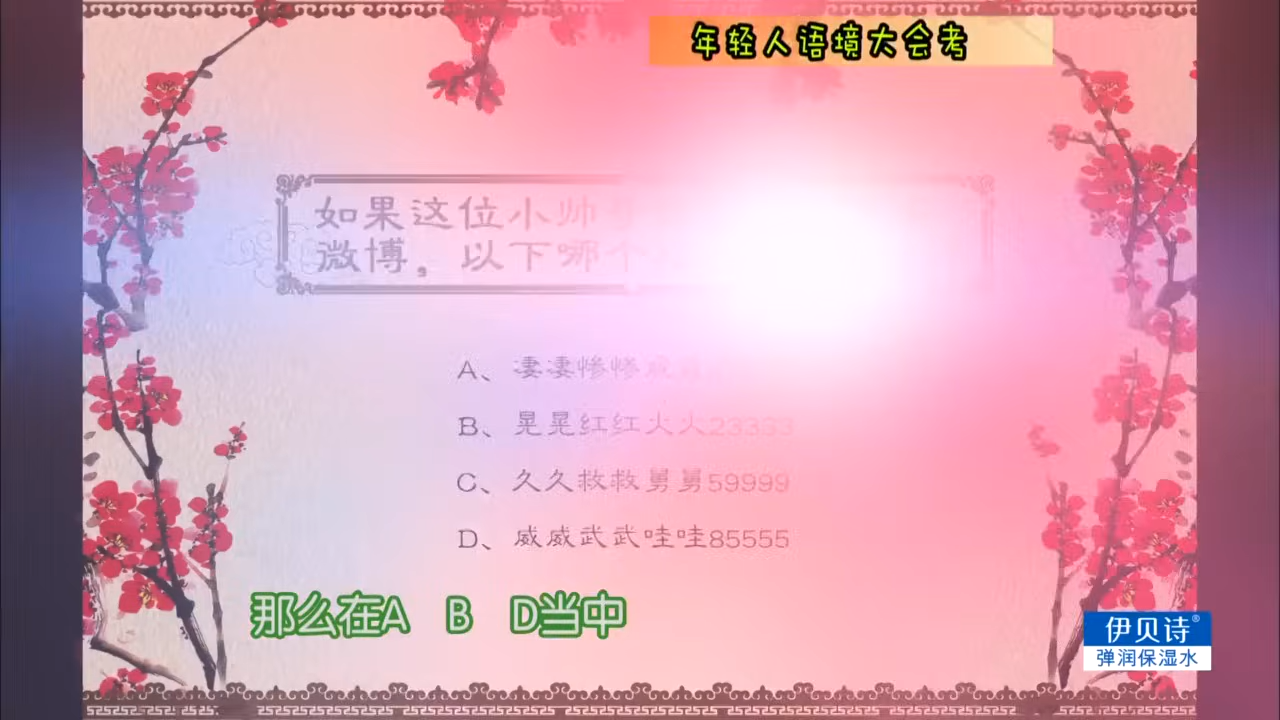 年轻人语境大会考
如果这位小帅
微博，以下哪个
A、凄凄惨惨戚
B、晃晃红红火火23333
C、久久救救舅舅59999
D、威威武武哇哇85555
那么在A B D当中
伊贝诗®
弹润保湿水